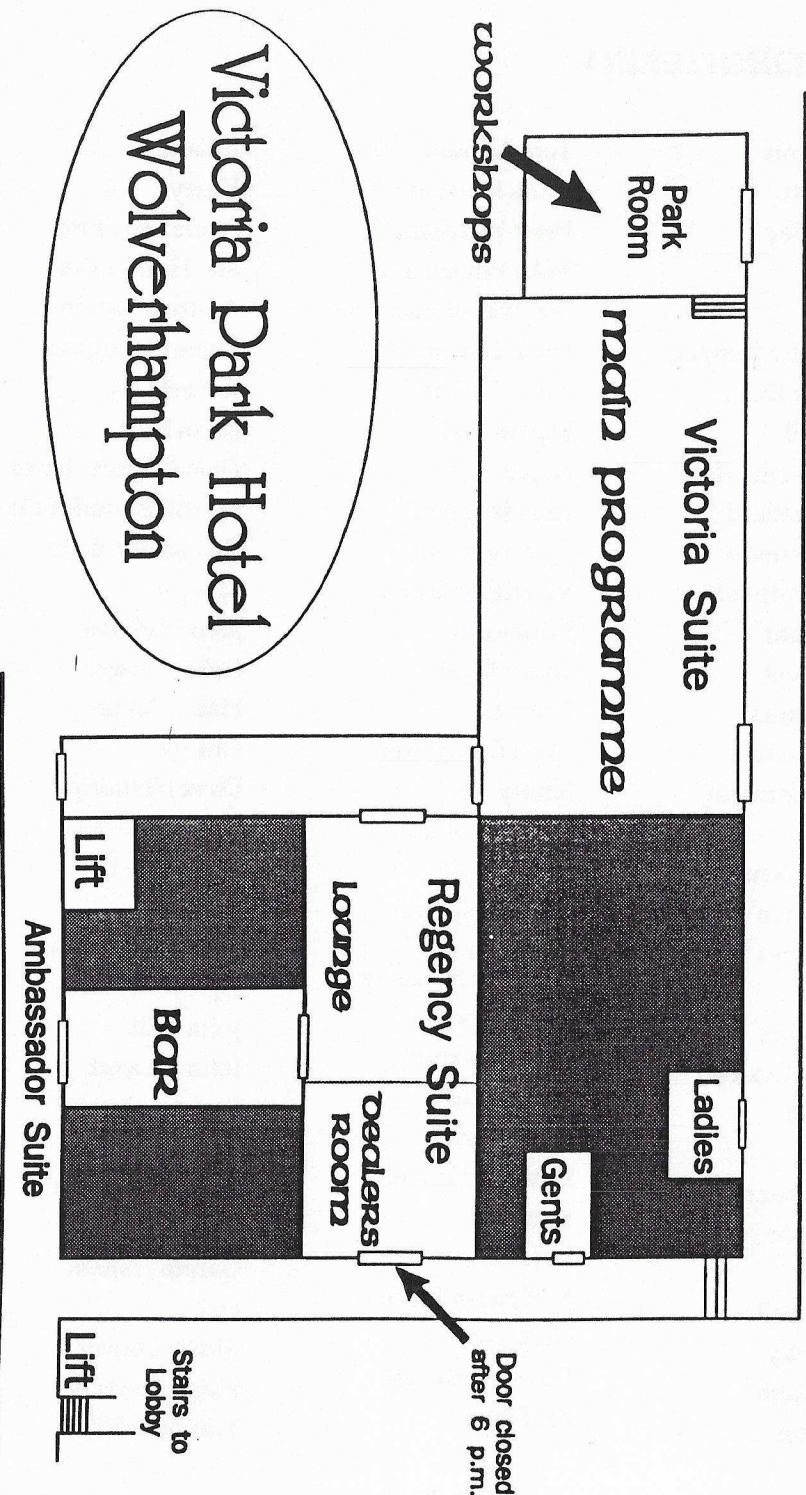 Victoria Park Hotel
Wolverhampton
workshops
Park
Room
Victoria Suite
main programme
Regency Suite
Lounge
Dealers
Room
Ladies
Gents
Lift
BAR
Ambassador Suite
Door closed
after 6 p.m.
Stairs to
Lobby
Lift